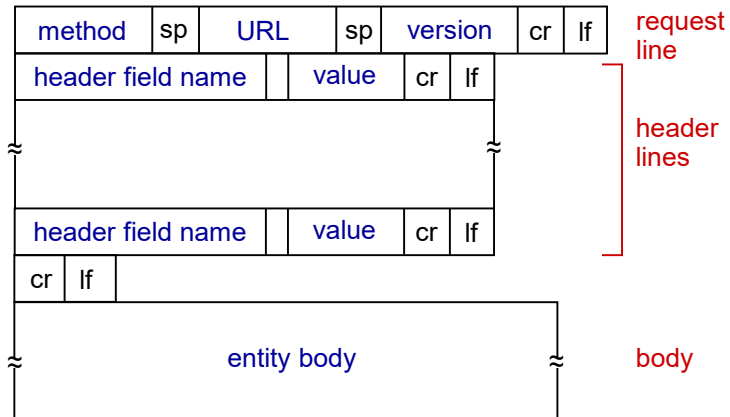 method sp URL sp version cr lf request line
header field name value cr lf
header lines
≈ ≈
header field name value cr lf
cr lf
≈ entity body ≈ body